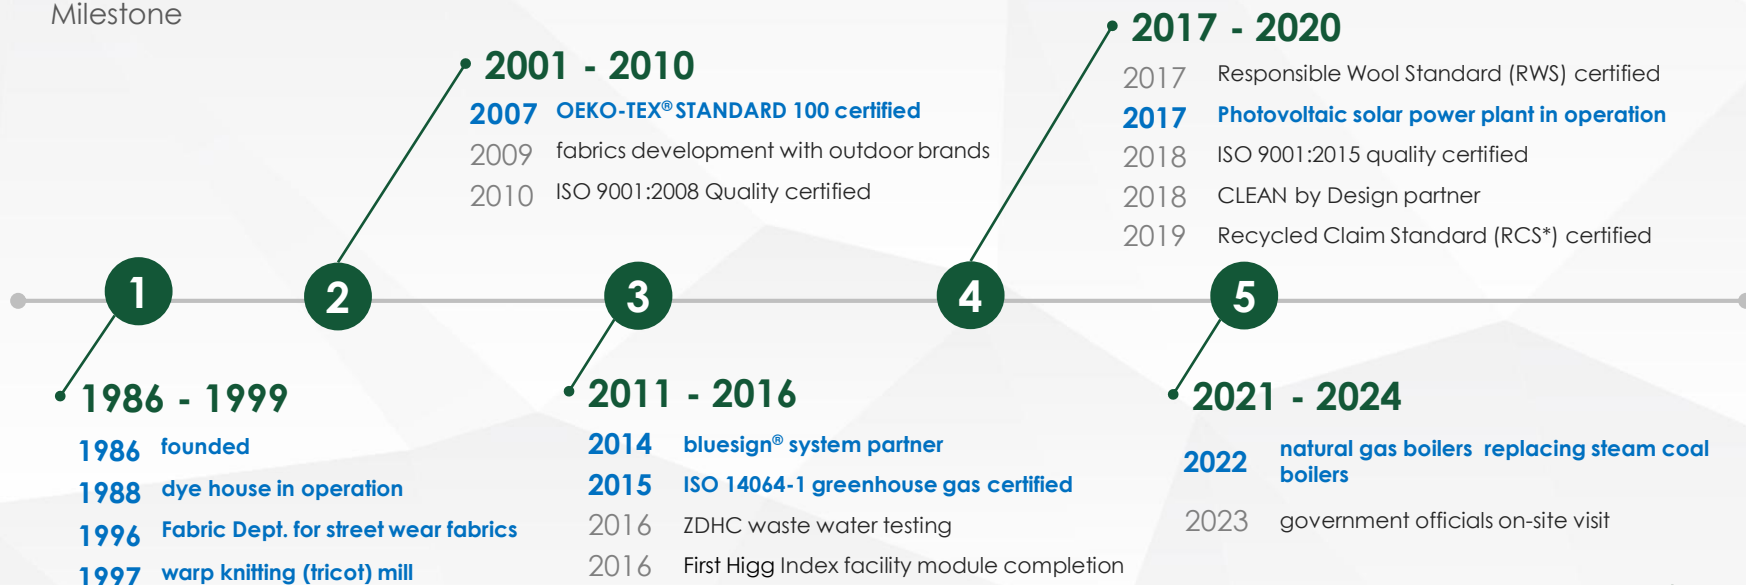 Milestone
1986 - 1999
1986 founded
1988 dye house in operation
1996 Fabric Dept. for street wear fabrics
1997 warp knitting (tricot) mill
2001 - 2010
2007 OEKO-TEX® STANDARD 100 certified
2009 fabrics development with outdoor brands
2010 ISO 9001:2008 Quality certified
2011 - 2016
2014 bluesign® system partner
2015 ISO 14064-1 greenhouse gas certified
2016 ZDHC waste water testing
2016 First Higg Index facility module completion
2017 - 2020
2017 Responsible Wool Standard (RWS) certified
2017 Photovoltaic solar power plant in operation
2018 ISO 9001:2015 quality certified
2018 CLEAN by Design partner
2019 Recycled Claim Standard (RCS*) certified
2021 - 2024
2022 natural gas boilers replacing steam coal
boilers
2023 government officials on-site visit
1
2
3
4
5